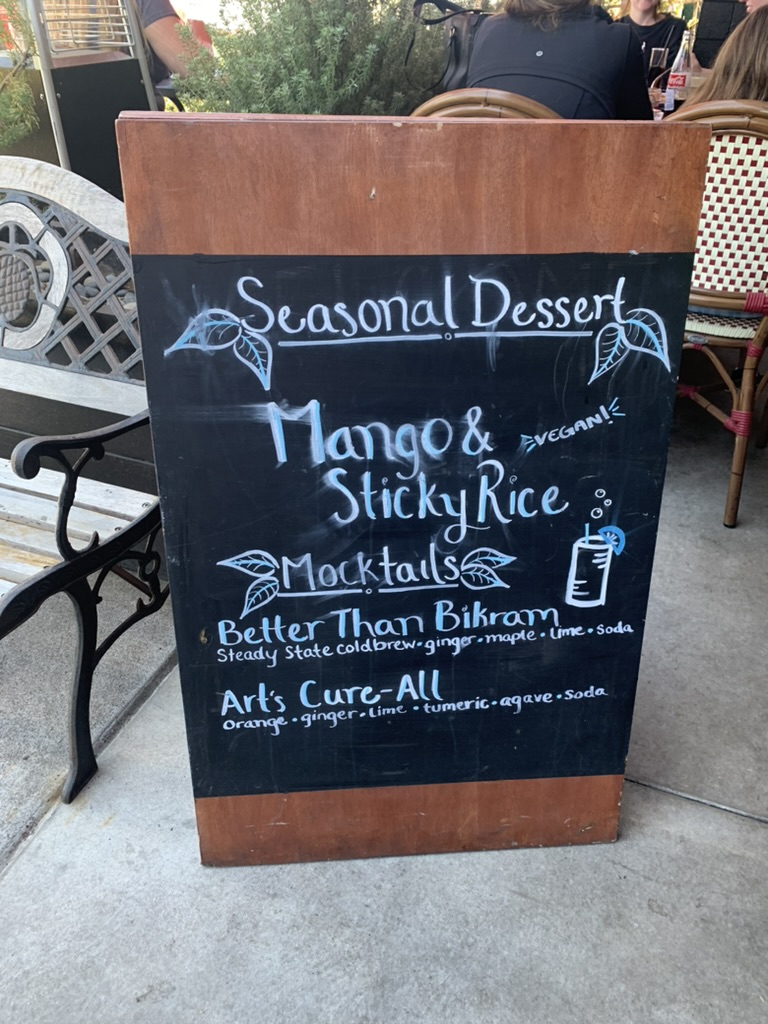 Seasonal Dessert
Mango &
VEGAN!
Sticky Rice
Mocktails
Better Than Bikram
Steady State coldbrew • ginger • maple • lime • soda
Art's Cure-All
Orange • ginger • lime • tumeric • agave • soda